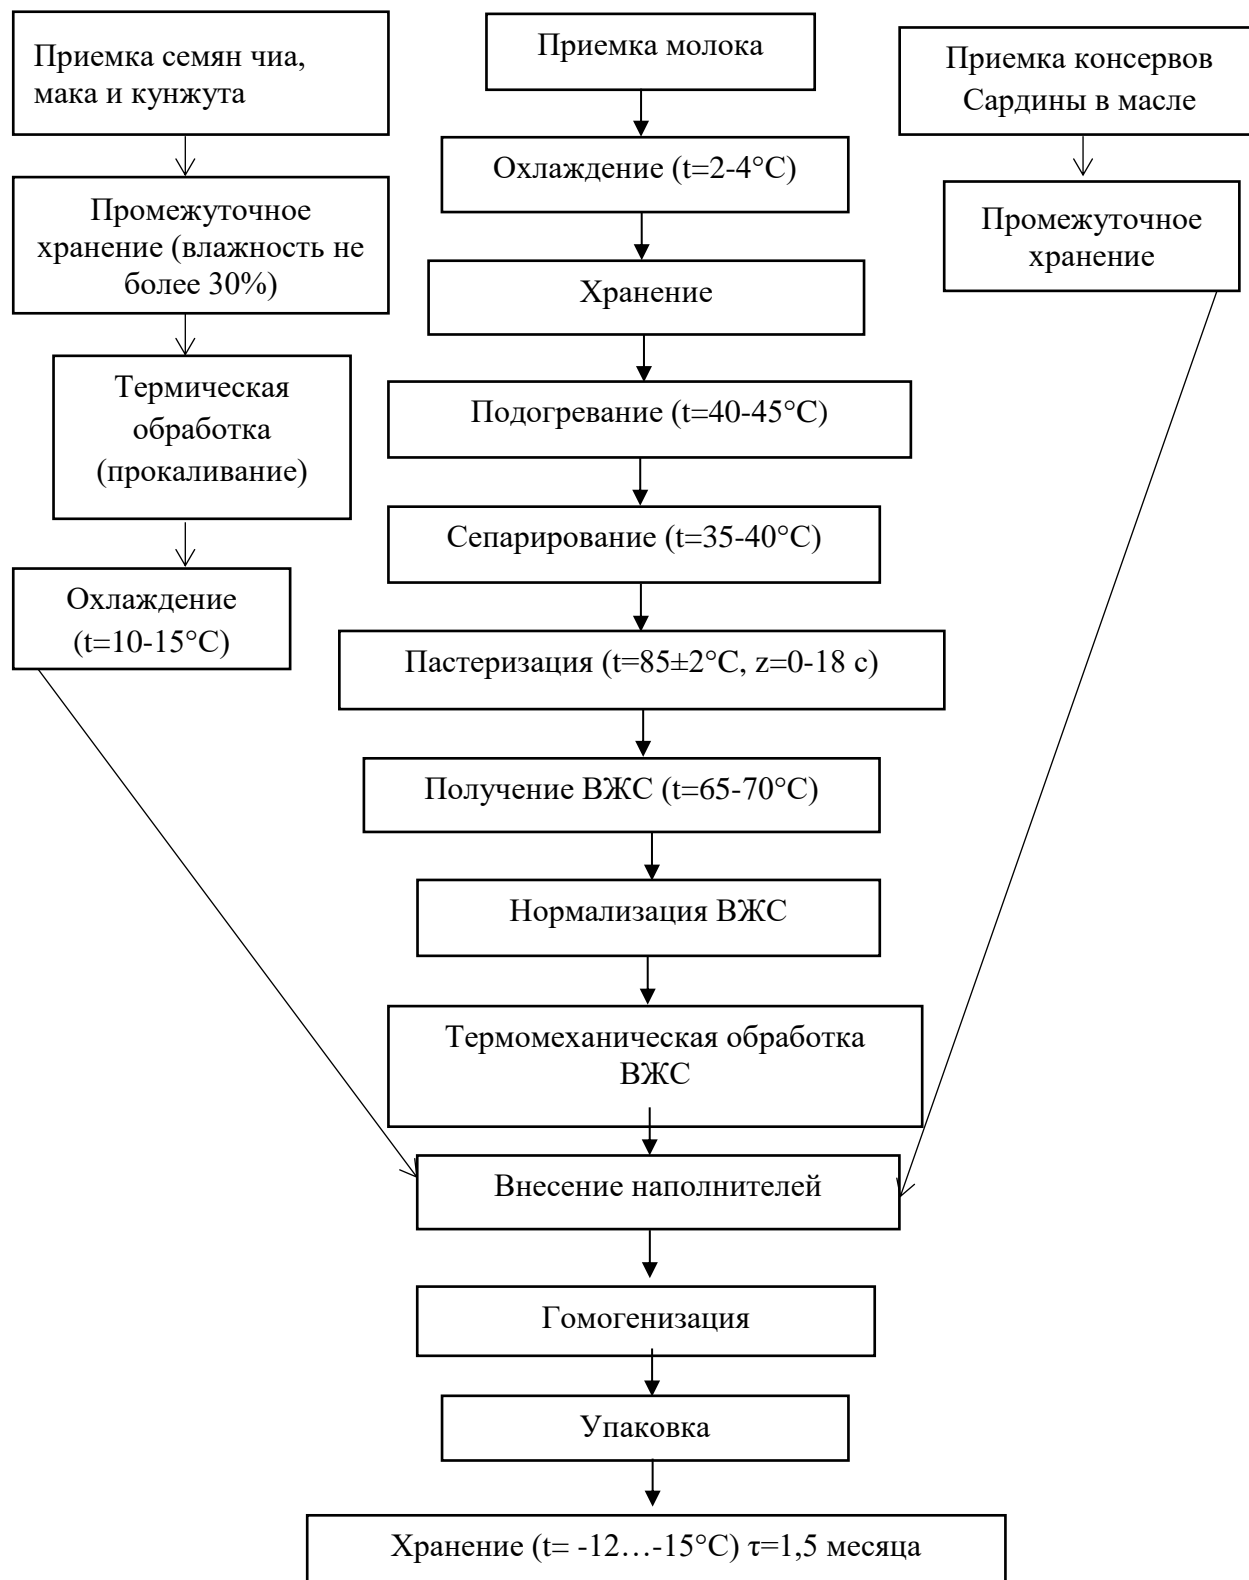 Приемка семян чиа,
мака и кунжута
Промежуточное
хранение (влажность не
более 30%)
Термическая
обработка
(прокаливание)
Охлаждение
(t=10-15°C)
Приемка молока
Охлаждение (t=2-4°C)
Хранение
Подогревание (t=40-45°C)
Сепарирование (t=35-40°C)
Пастеризация (t=85±2°C, z=0-18 с)
Получение ВЖС (t=65-70°C)
Нормализация ВЖС
Термомеханическая обработка
ВЖС
Внесение наполнителей
Гомогенизация
Упаковка
Хранение (t= -12…-15°C) τ=1,5 месяца
Приемка консервов
Сардины в масле
Промежуточное
хранение